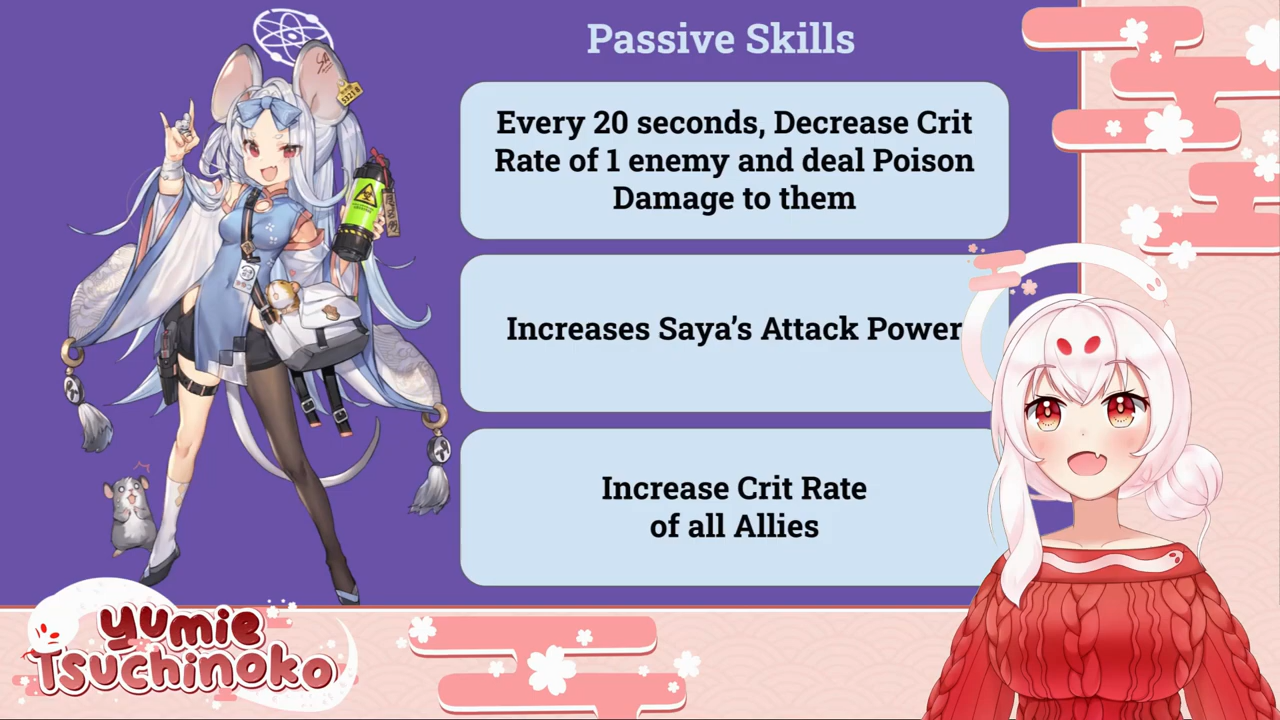 Passive Skills
Every 20 seconds, Decrease Crit
Rate of 1 enemy and deal Poison
Damage to them
Increases Saya’s Attack Power
Increase Crit Rate
of all Allies
yumie
Tsuchinoko